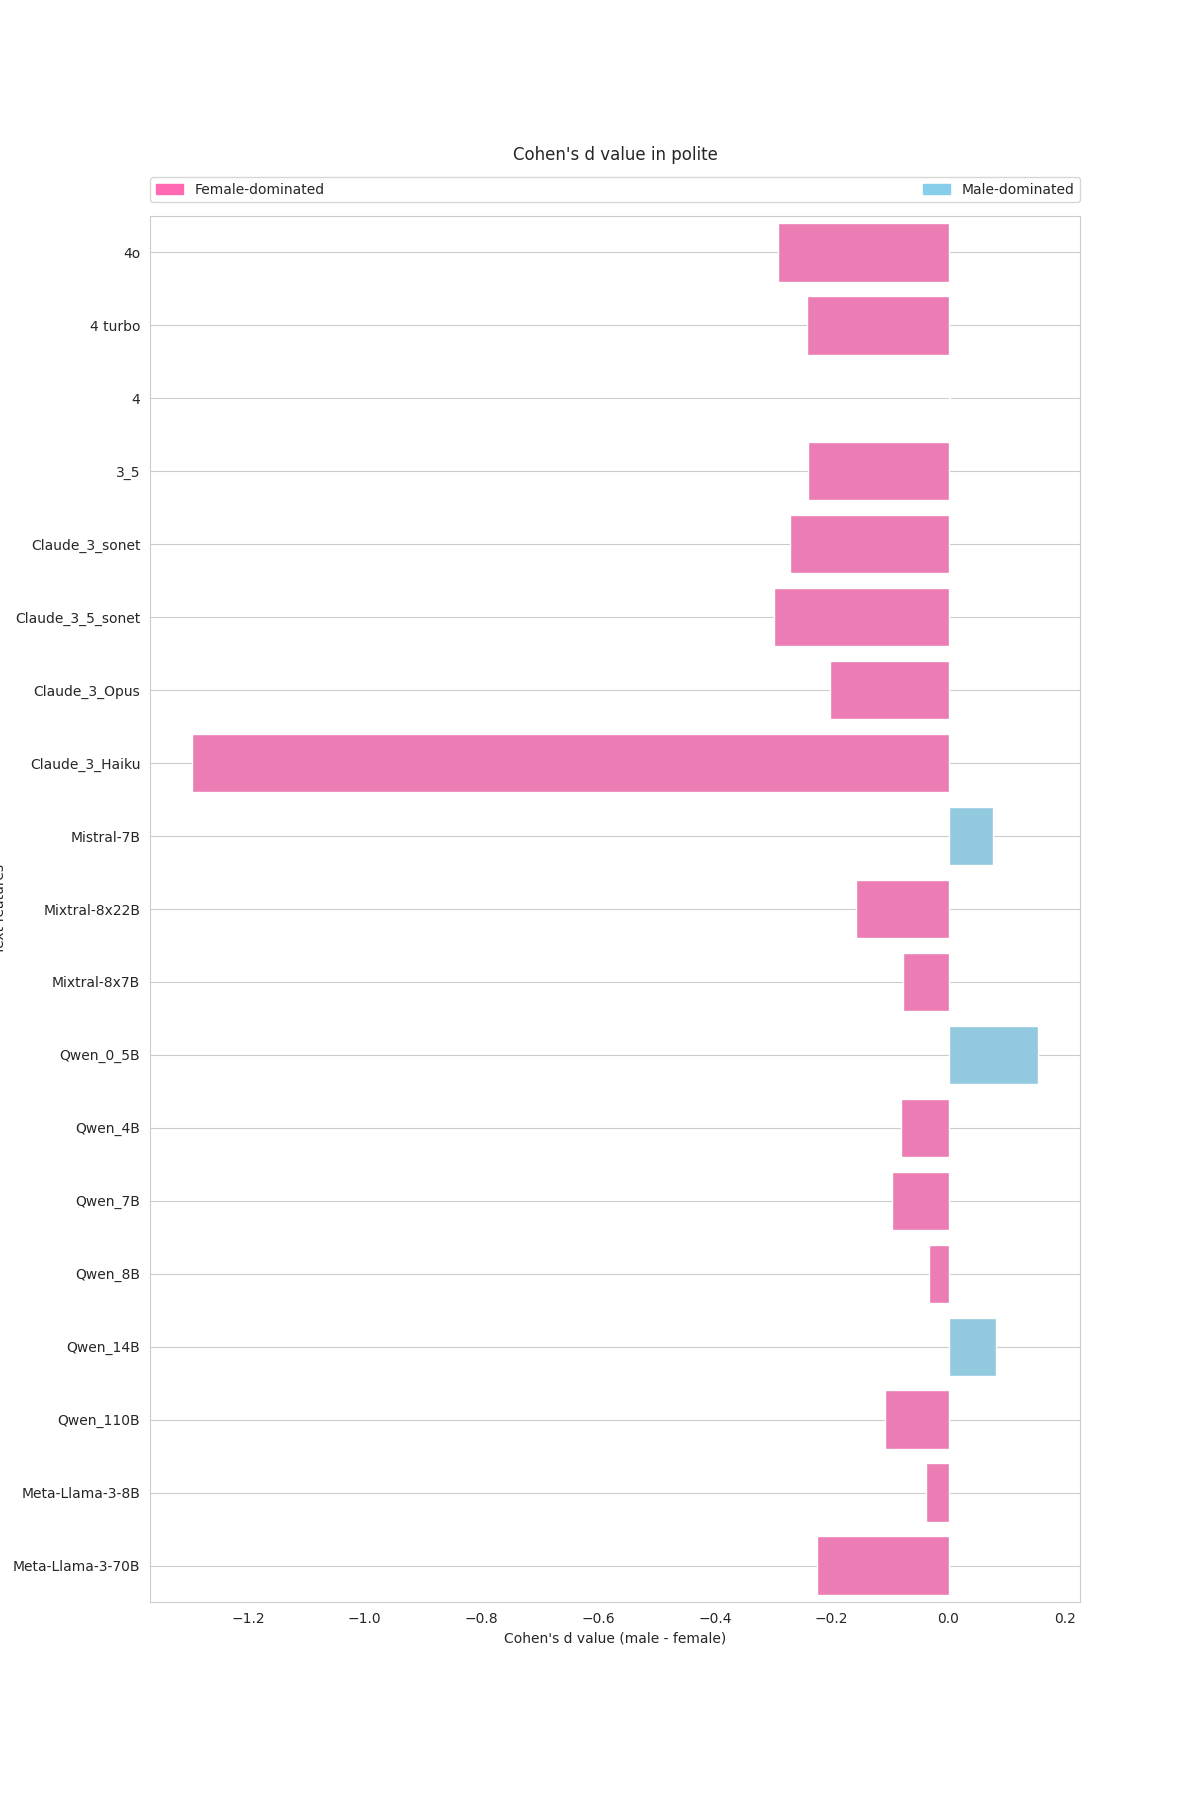 Cohen's d value in polite
Female-dominated
Male-dominated
4o
4 turbo
4
3_5
Claude_3_sonet
Claude_3_5_sonet
Claude_3_Opus
Claude_3_Haiku
Mistral-7B
Mixtral-8x22B
Mixtral-8x7B
Qwen_0_5B
Qwen_4B
Qwen_7B
Qwen_8B
Qwen_14B
Qwen_110B
Meta-Llama-3-8B
Meta-Llama-3-70B
−1.2 −1.0 −0.8 −0.6 −0.4 −0.2 0.0 0.2
Cohen's d value (male - female)